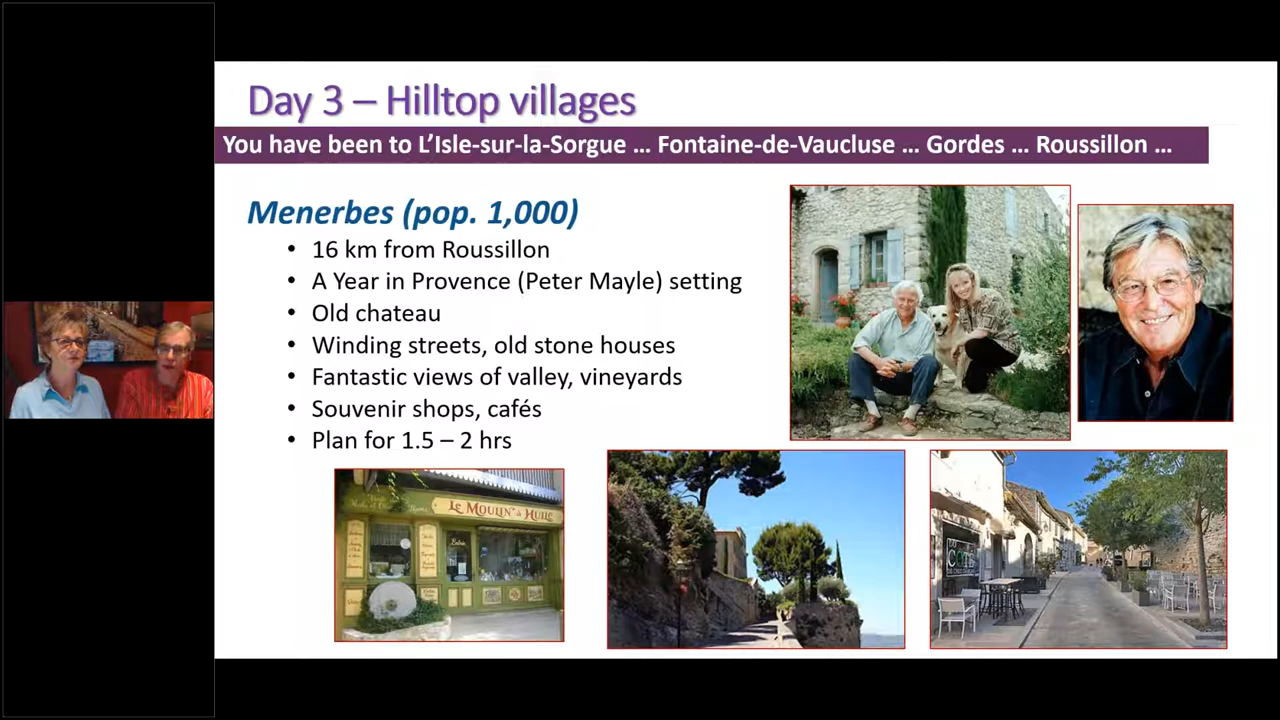 Day 3 – Hilltop villages
You have been to L’Isle-sur-la-Sorgue … Fontaine-de-Vaucluse … Gordes … Roussillon …
Menerbes (pop. 1,000)
• 16 km from Roussillon
• A Year in Provence (Peter Mayle) setting
• Old chateau
• Winding streets, old stone houses
• Fantastic views of valley, vineyards
• Souvenir shops, cafés
• Plan for 1.5 – 2 hrs
LE MOULIN à HUILE